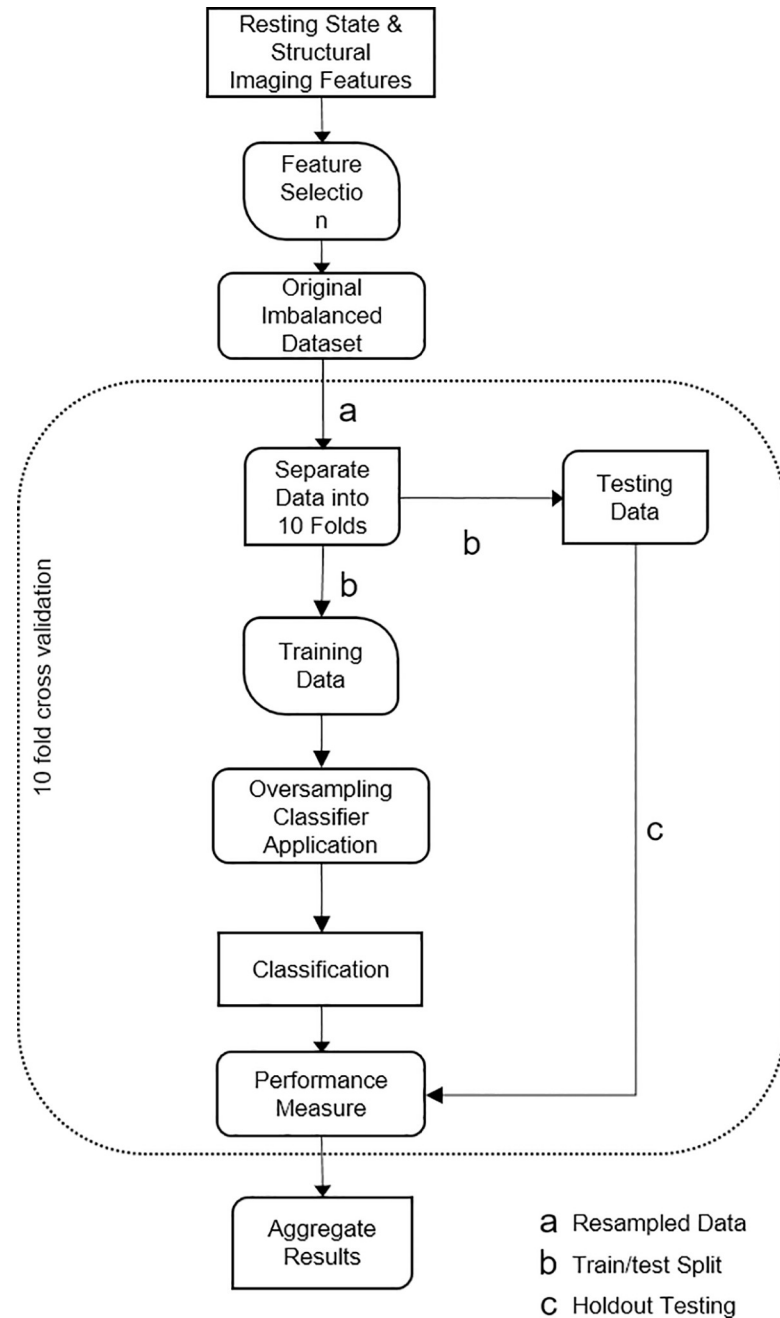 Resting State &
Structural
Imaging Features
Feature
Selectio
n
Original
Imbalanced
Dataset
a
Separate
Data into
10 Folds
b
Testing
Data
b
Training
Data
10 fold cross validation
Oversampling
Classifier
Application
c
Classification
Performance
Measure
Aggregate
Results
a Resampled Data
b Train/test Split
c Holdout Testing